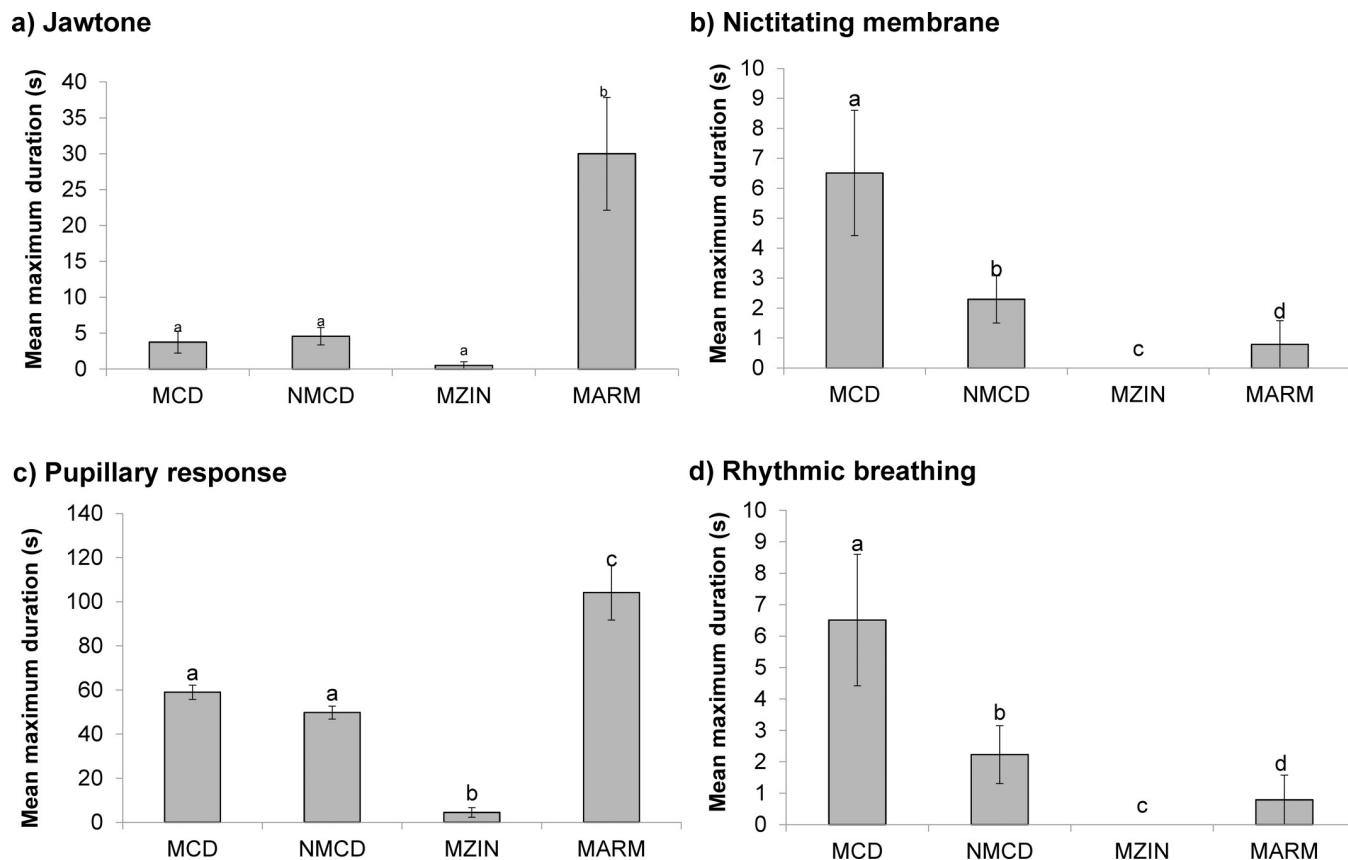 a) Jawtone
Mean maximum duration (s)
40
35
30
25
20
15
10
5
0
a
a
a
b
MCD NMCD MZIN MARM
b) Nictitating membrane
Mean maximum duration (s)
10
9
8
7
6
5
4
3
2
1
0
a
b
c
d
MCD NMCD MZIN MARM
c) Pupillary response
Mean maximum duration (s)
140
120
100
80
60
40
20
0
a
a
b
c
MCD NMCD MZIN MARM
d) Rhythmic breathing
Mean maximum duration (s)
10
9
8
7
6
5
4
3
2
1
0
a
b
c
d
MCD NMCD MZIN MARM